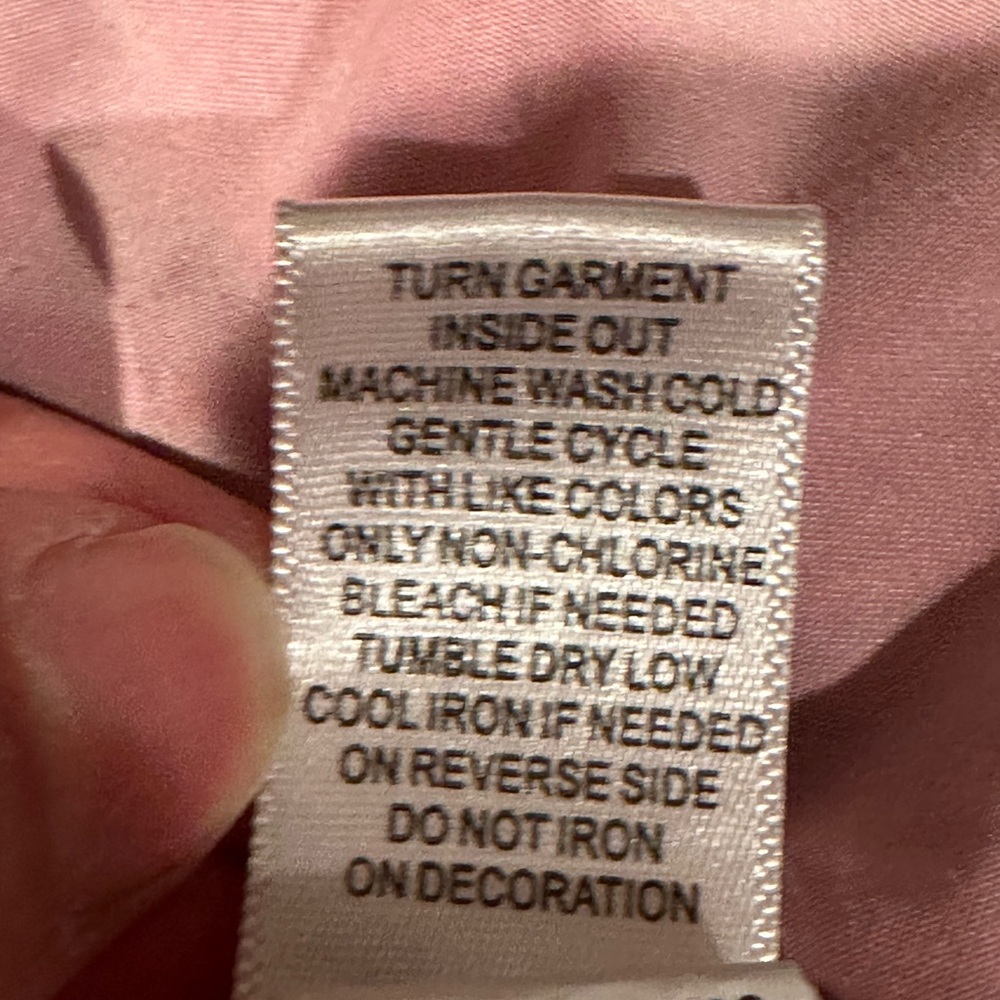 TURN GARMENT
INSIDE OUT
MACHINE WASH COLD
GENTLE CYCLE
WITH LIKE COLORS
ONLY NON-CHLORINE
BLEACH IF NEEDED
TUMBLE DRY LOW
COOL IRON IF NEEDED
ON REVERSE SIDE
DO NOT IRON
ON DECORATION